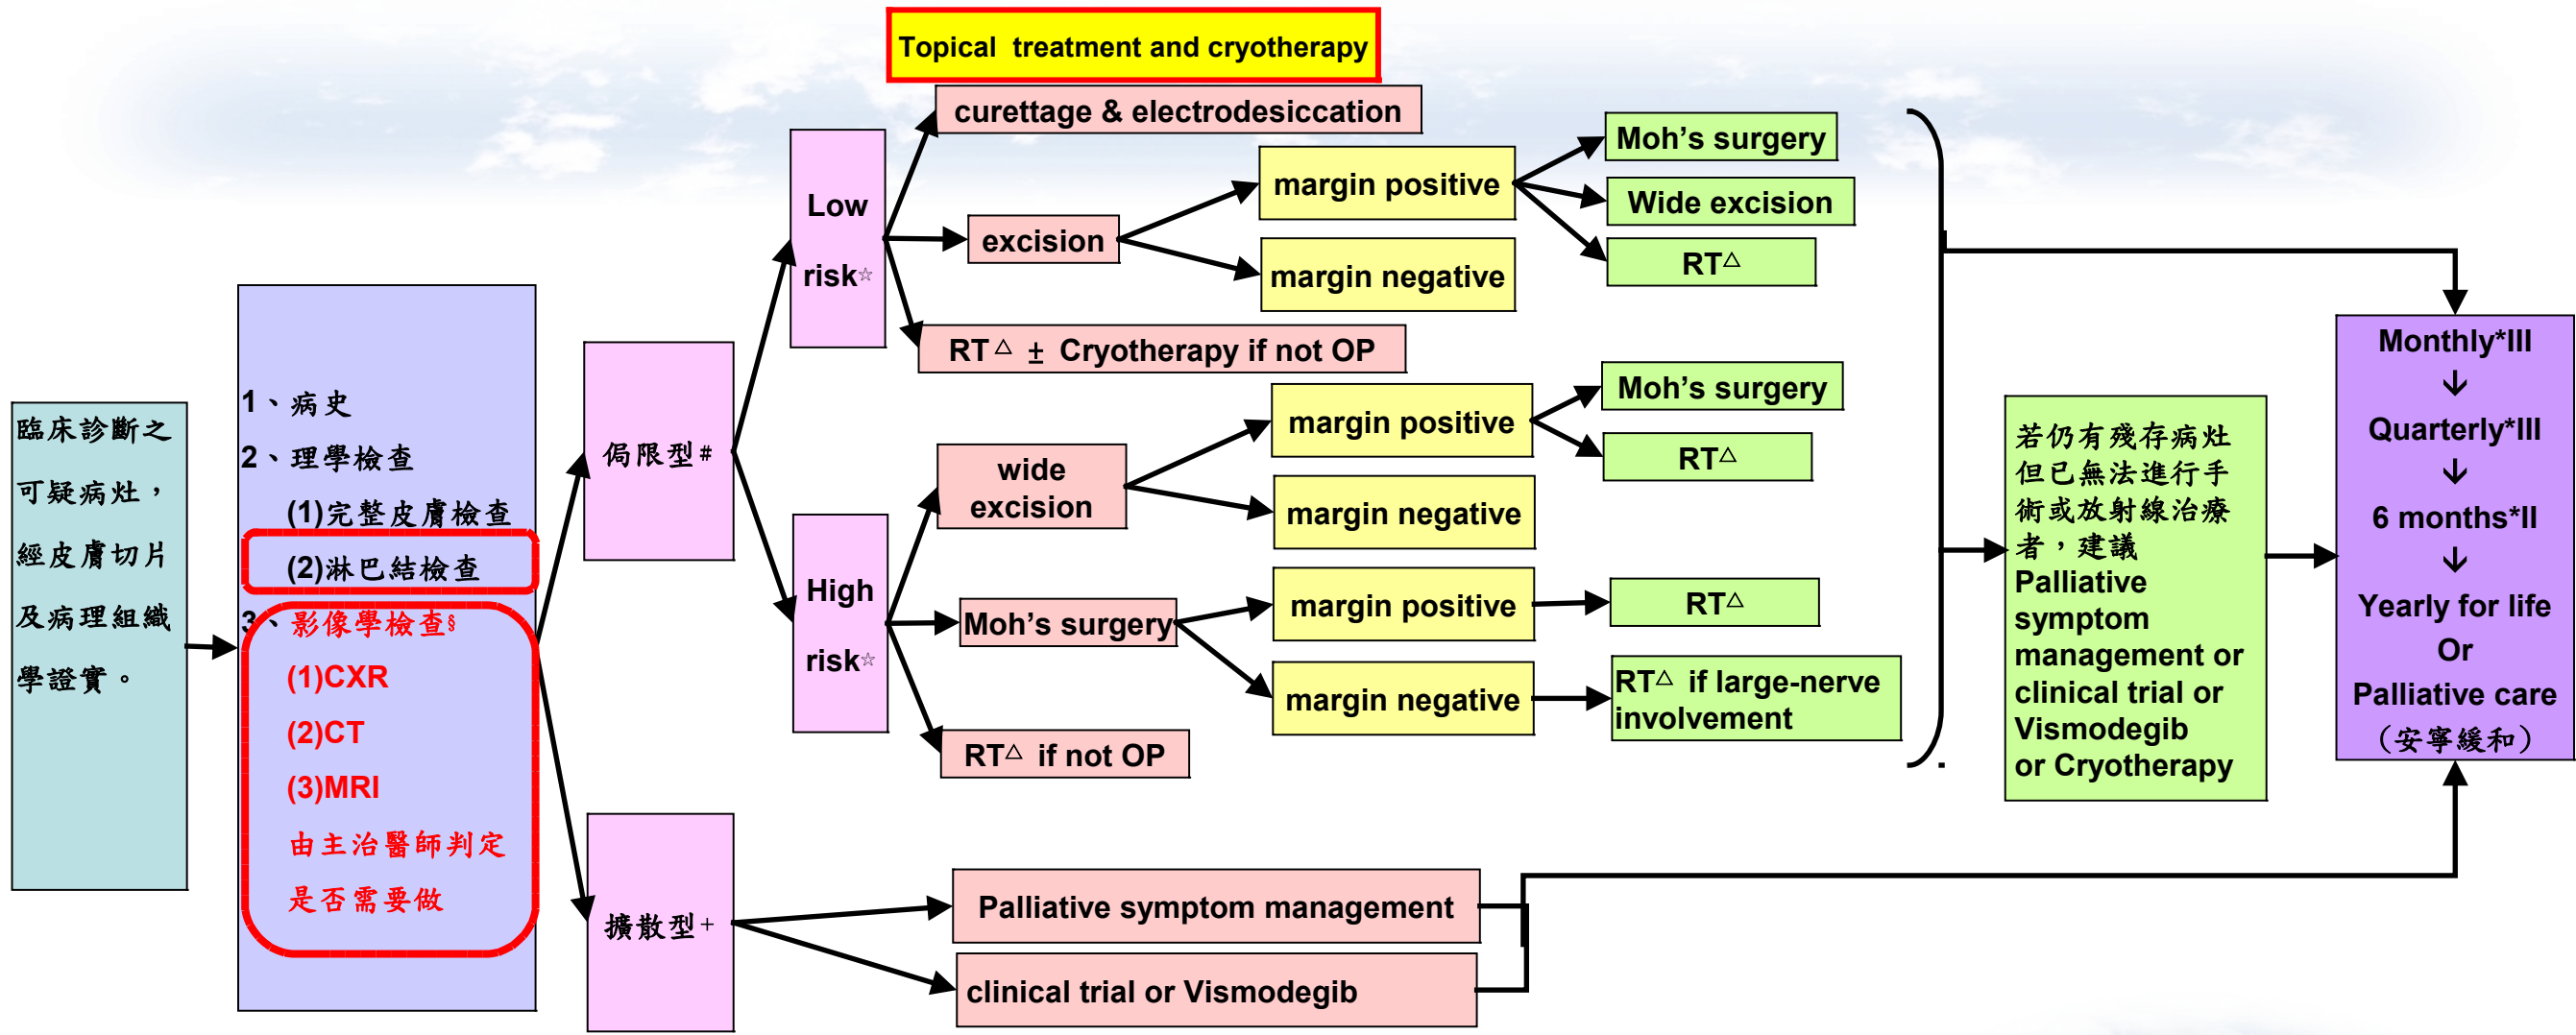 Topical treatment and cryotherapy
臨床診斷之
可疑病灶，
經皮膚切片
及病理組織
學證實。
1、病史
2、理學檢查
(1)完整皮膚檢查
(2)淋巴結檢查
3、影像學檢查§
(1)CXR
(2)CT
(3)MRI
由主治醫師判定
是否需要做
侷限型#
擴散型+
Low
risk☆
High
risk☆
curettage & electrodesiccation
excision
RT△ ± Cryotherapy if not OP
margin positive
margin negative
Moh’s surgery
Wide excision
RT△
wide
excision
Moh’s surgery
RT△ if not OP
margin positive
margin negative
Moh’s surgery
RT△
margin positive
margin negative
RT△
RT△ if large-nerve
involvement
Palliative symptom management
clinical trial or Vismodegib
若仍有殘存病灶
但已無法進行手
術或放射線治療
者，建議
Palliative
symptom
management or
clinical trial or
Vismodegib
or Cryotherapy
Monthly*III
↓
Quarterly*III
↓
6 months*II
↓
Yearly for life
Or
Palliative care
（安寧緩和）